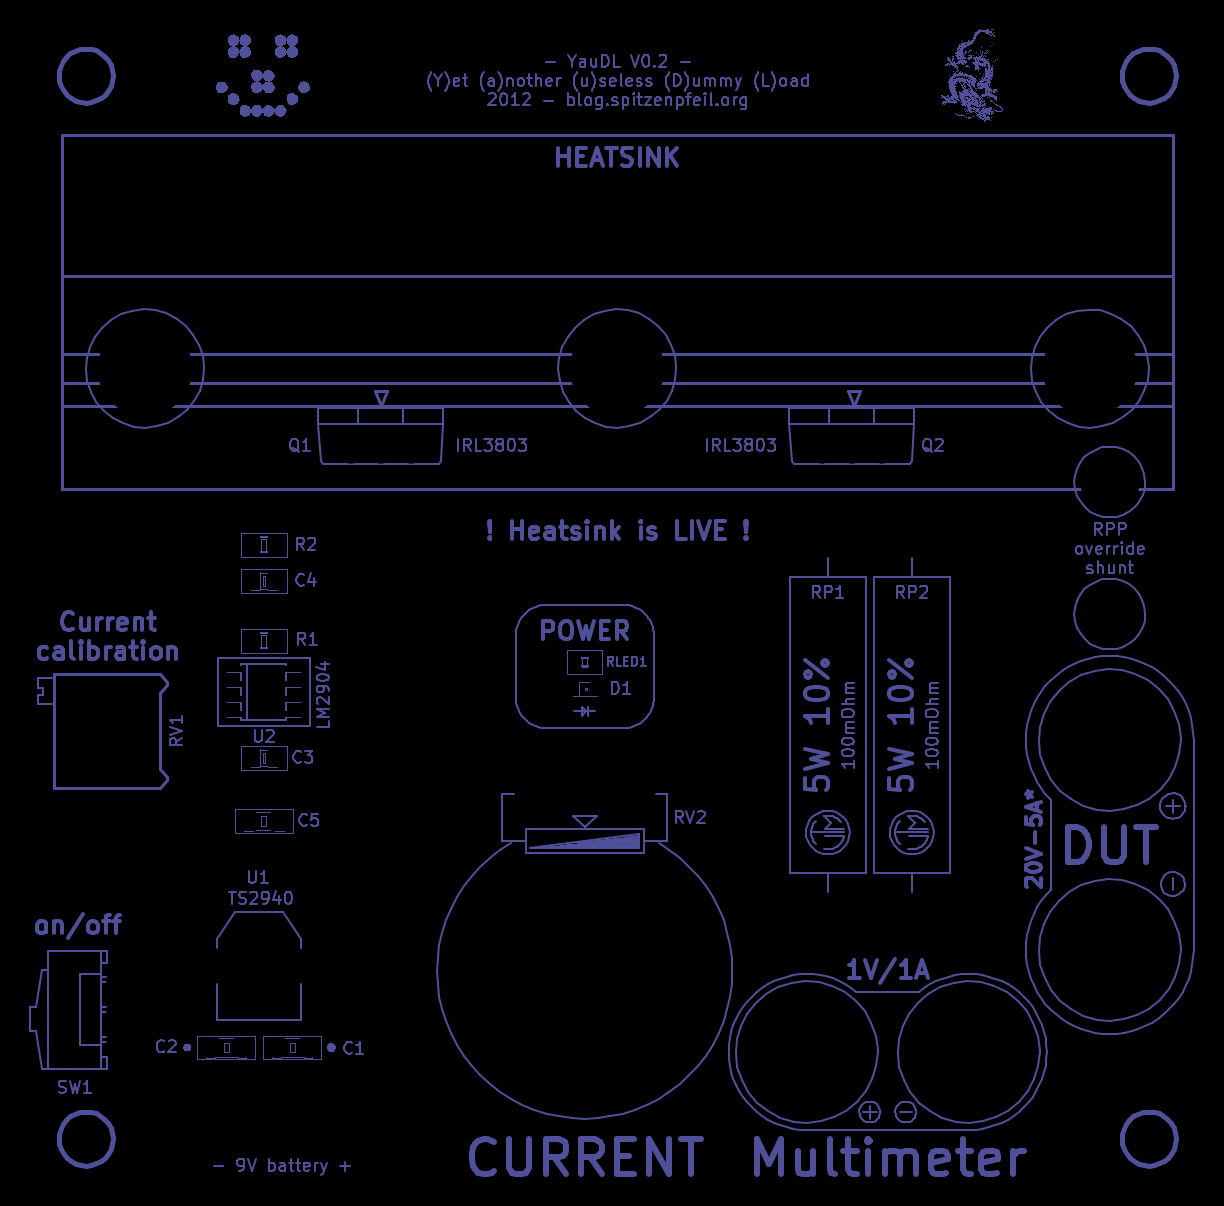 - YauDL V0.2 -
(Y)et (a)nother (u)seless (D)ummy (L)oad
2012 - blog.spitzenpfeil.org
HEATSINK
Q1
IRL3803
IRL3803
Q2
! Heatsink is LIVE !
RPP
override
shunt
R2
C4
Current
calibration
R1
LM2904
U2
RV1
C3
C5
POWER
RLED1
D1
RP1
RP2
5W 10%
100mOhm
5W 10%
100mOhm
RV2
20V-5A*
DUT
+
-
U1
TS2940
on/off
C2
C1
SW1
1V/1A
+ -
- 9V battery +
CURRENT
Multimeter